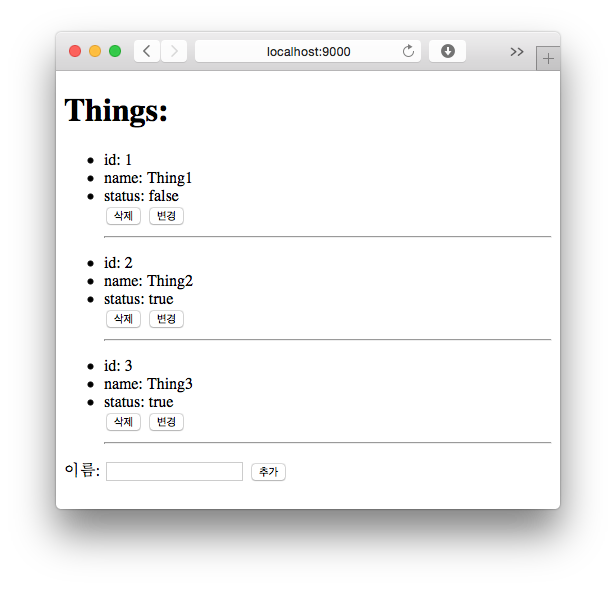 localhost:9000
Things:
id: 1
name: Thing1
status: false
삭제 변경
id: 2
name: Thing2
status: true
삭제 변경
id: 3
name: Thing3
status: true
삭제 변경
이름: 추가